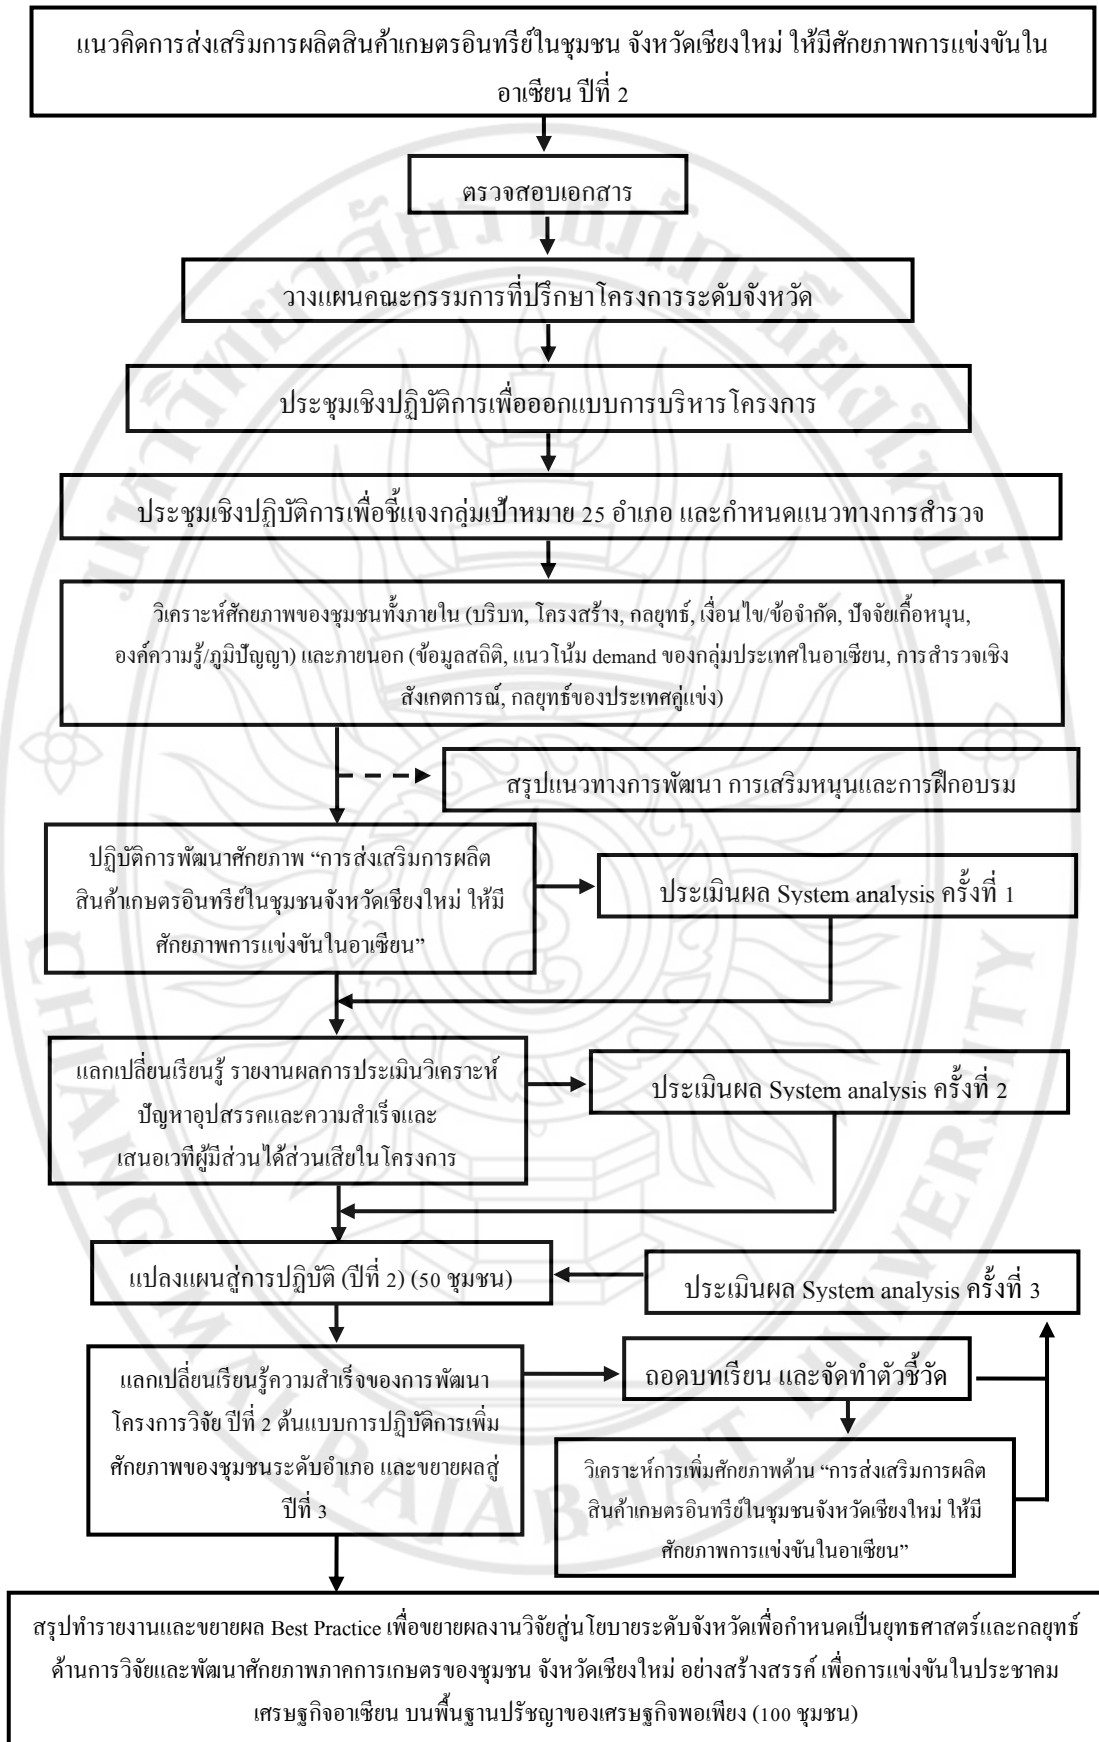 แนวคิดการส่งเสริมการผลิตสินค้าเกษตรอินทรีย์ในชุมชน จังหวัดเชียงใหม่ ให้มีศักยภาพการแข่งขันใน
อาเซียน ปีที่ 2
ตรวจสอบเอกสาร
วางแผนคณะกรรมการที่ปรึกษาโครงการระดับจังหวัด
ประชุมเชิงปฏิบัติการเพื่อออกแบบการบริหารโครงการ
ประชุมเชิงปฏิบัติการเพื่อชี้แจงกลุ่มเป้าหมาย 25 อำเภอ และกำหนดแนวทางการสำรวจ
วิเคราะห์ศักยภาพของชุมชนทั้งภายใน (บริบท, โครงสร้าง, กลยุทธ์, เงื่อนไข/ข้อจำกัด, ปัจจัยเกื้อหนุน,
องค์ความรู้/ภูมิปัญญา) และภายนอก (ข้อมูลสถิติ, แนวโน้ม demand ของกลุ่มประเทศในอาเซียน, การสำรวจเชิง
สังเกตการณ์, กลยุทธ์ของประเทศคู่แข่ง)
สรุปแนวทางการพัฒนา การเสริมหนุนและการฝึกอบรม
ปฏิบัติการพัฒนาศักยภาพ “การส่งเสริมการผลิต
สินค้าเกษตรอินทรีย์ในชุมชนจังหวัดเชียงใหม่ ให้มี
ศักยภาพการแข่งขันในอาเซียน”
ประเมินผล System analysis ครั้งที่ 1
แลกเปลี่ยนเรียนรู้ รายงานผลการประเมินวิเคราะห์
ปัญหาอุปสรรคและความสำเร็จและ
เสนอเวทีผู้มีส่วนได้ส่วนเสียในโครงการ
ประเมินผล System analysis ครั้งที่ 2
แปลงแผนสู่การปฏิบัติ (ปีที่ 2) (50 ชุมชน)
ประเมินผล System analysis ครั้งที่ 3
แลกเปลี่ยนเรียนรู้ความสำเร็จของการพัฒนา
โครงการวิจัย ปีที่ 2 ต้นแบบการปฏิบัติการเพิ่ม
ศักยภาพของชุมชนระดับอำเภอ และขยายผลสู่
ปีที่ 3
ถอดบทเรียน และจัดทำตัวชี้วัด
วิเคราะห์การเพิ่มศักยภาพด้าน “การส่งเสริมการผลิต
สินค้าเกษตรอินทรีย์ในชุมชนจังหวัดเชียงใหม่ ให้มี
ศักยภาพการแข่งขันในอาเซียน”
สรุปทำรายงานและขยายผล Best Practice เพื่อขยายผลงานวิจัยสู่นโยบายระดับจังหวัดเพื่อกำหนดเป็นยุทธศาสตร์และกลยุทธ์
ด้านการวิจัยและพัฒนาศักยภาพภาคการเกษตรของชุมชน จังหวัดเชียงใหม่ อย่างสร้างสรรค์ เพื่อการแข่งขันในประชาคม
เศรษฐกิจอาเซียน บนพื้นฐานปรัชญาของเศรษฐกิจพอเพียง (100 ชุมชน)
มหาวิทยาลัยราชภัฏเชียงใหม่
CHIANG MAI RAJABHAT UNIVERSITY